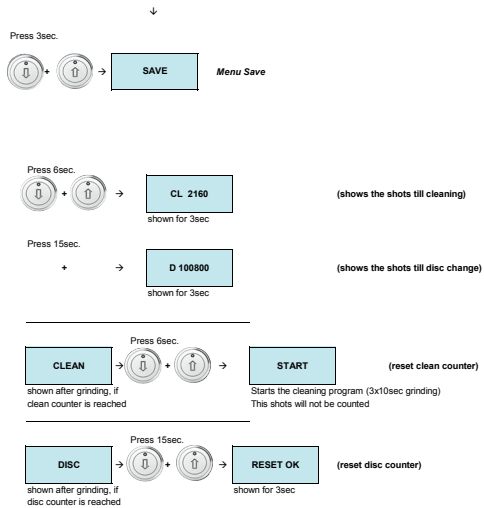 ↓
Press 3sec.
⇩ + ⇧ → SAVE Menu Save
Press 6sec.
⇩ + ⇧ → CL 2160 (shows the shots till cleaning)
shown for 3sec
Press 15sec.
+ → D 100800 (shows the shots till disc change)
shown for 3sec
Press 6sec.
CLEAN → ⇩ + ⇧ → START (reset clean counter)
shown after grinding, if Starts the cleaning program (3x10sec grinding)
clean counter is reached This shots will not be counted
Press 15sec.
DISC → ⇩ + ⇧ → RESET OK (reset disc counter)
shown after grinding, if shown for 3sec
disc counter is reached